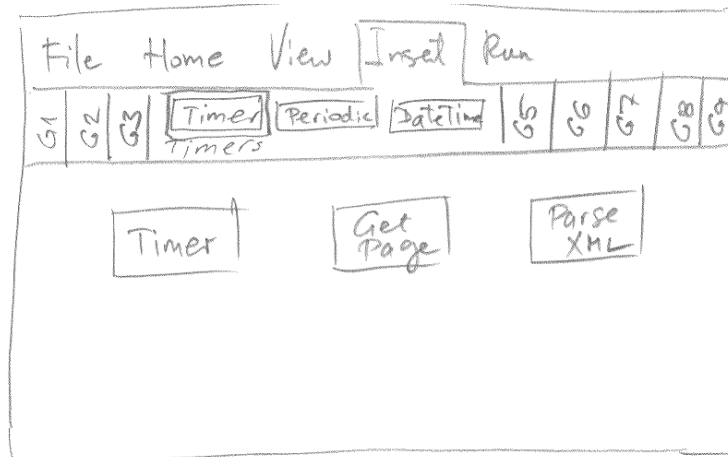 File Home View Inset Run
G1 G2 G3 Timer Periodic DateTime G5 G6 G7 G8 G9
Timers
Timer Get Page Parse XML